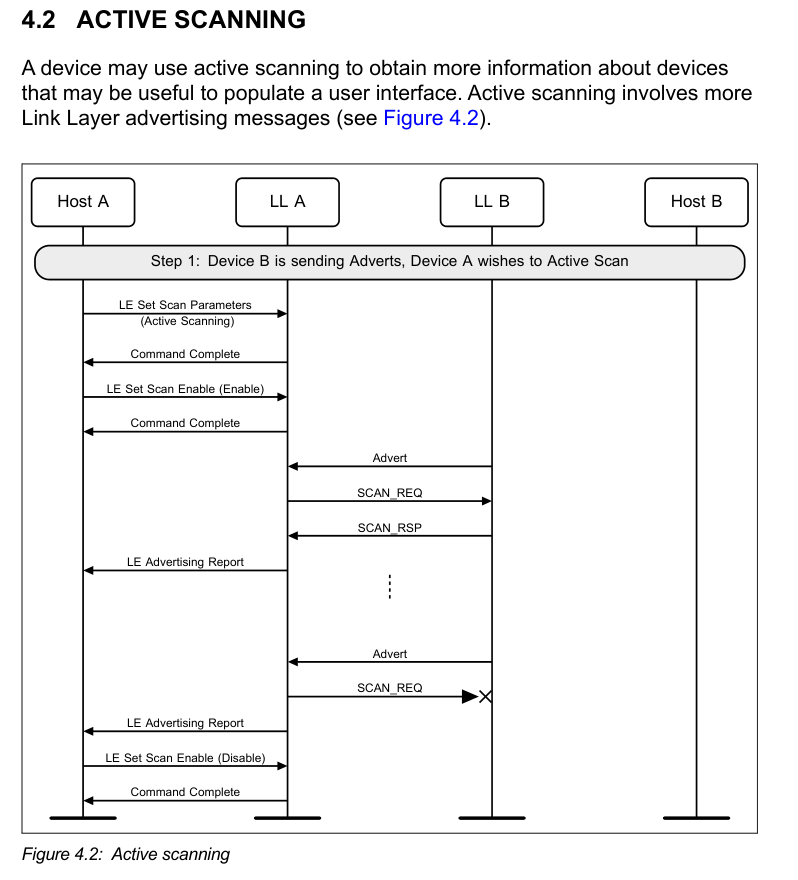 4.2 ACTIVE SCANNING
A device may use active scanning to obtain more information about devices
that may be useful to populate a user interface. Active scanning involves more
Link Layer advertising messages (see Figure 4.2).
Host A LL A LL B Host B
Step 1: Device B is sending Adverts, Device A wishes to Active Scan
LE Set Scan Parameters
(Active Scanning)
Command Complete
LE Set Scan Enable (Enable)
Command Complete
Advert
SCAN_REQ
SCAN_RSP
LE Advertising Report
Advert
SCAN_REQ
LE Advertising Report
LE Set Scan Enable (Disable)
Command Complete
Figure 4.2: Active scanning